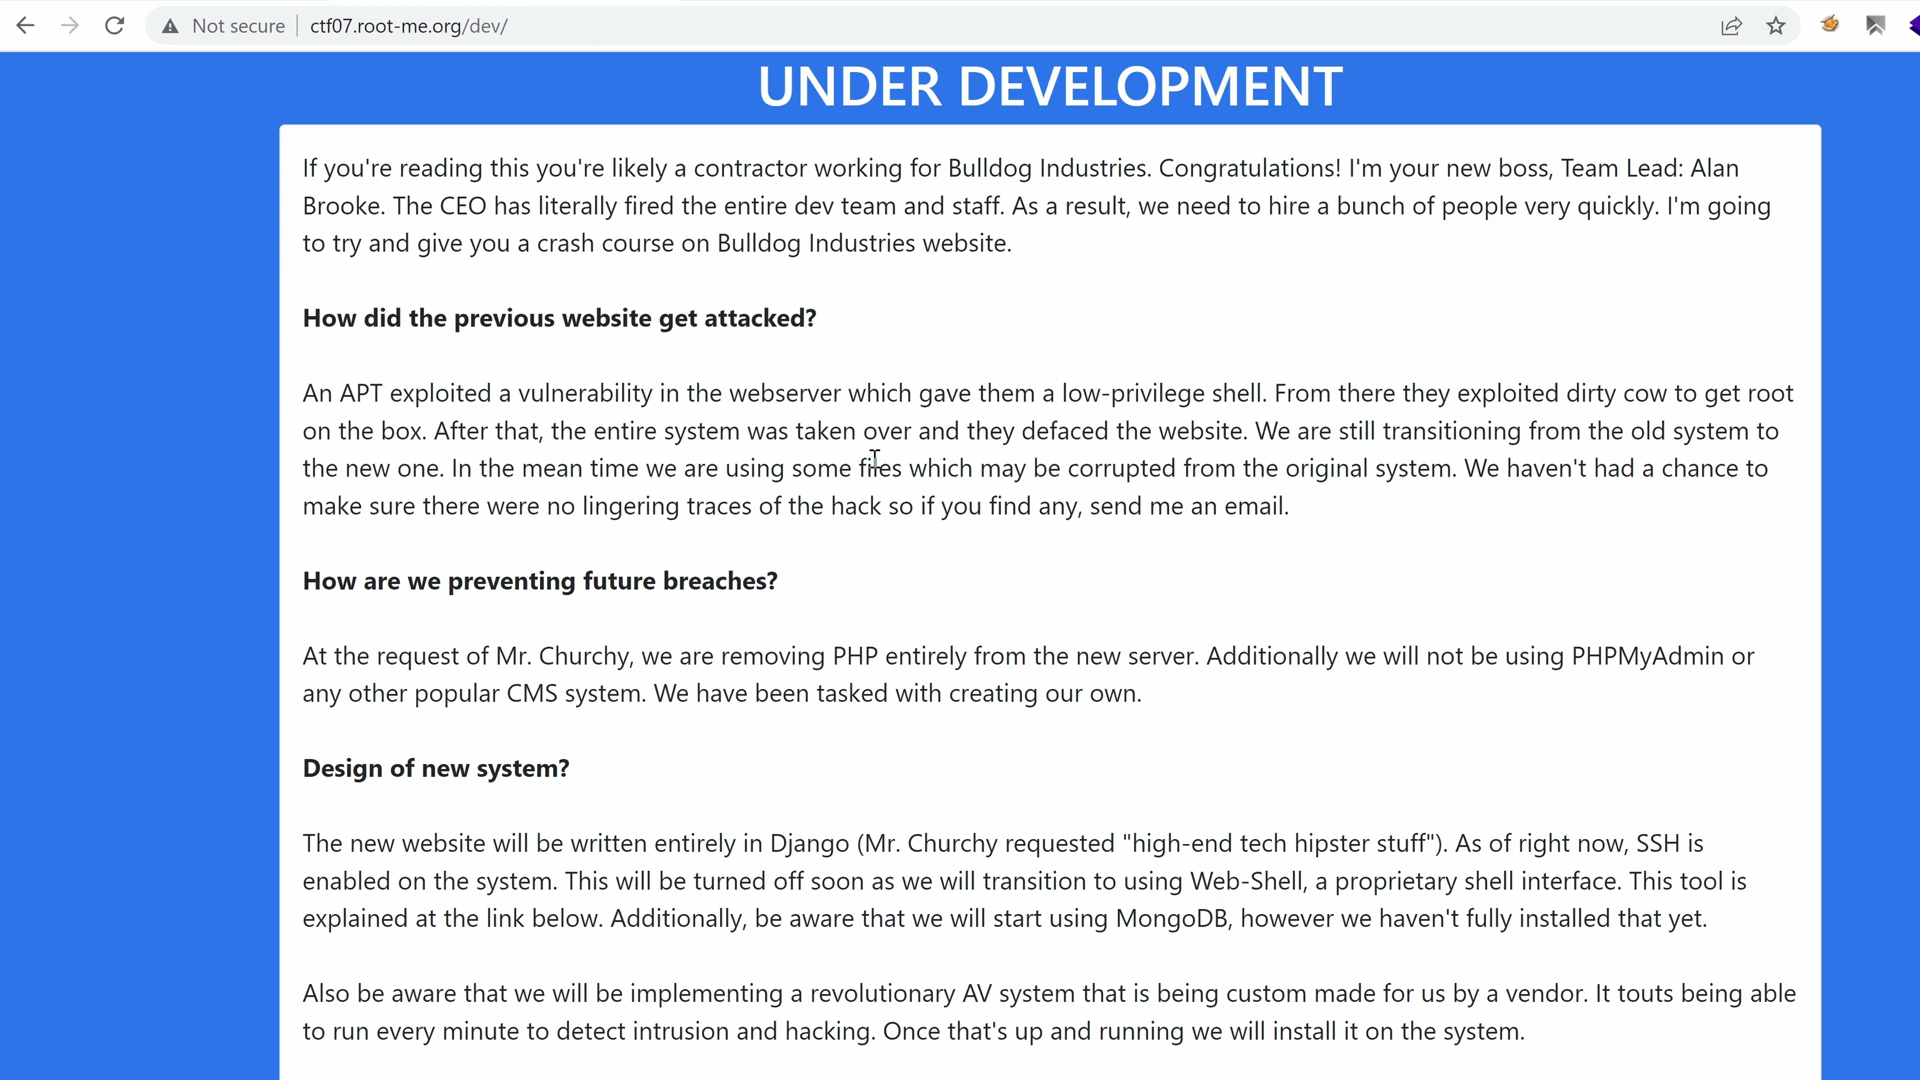 Not secure
ctf07.root-me.org/dev/
UNDER DEVELOPMENT
If you're reading this you're likely a contractor working for Bulldog Industries. Congratulations! I'm your new boss, Team Lead: Alan
Brooke. The CEO has literally fired the entire dev team and staff. As a result, we need to hire a bunch of people very quickly. I'm going
to try and give you a crash course on Bulldog Industries website.
How did the previous website get attacked?
An APT exploited a vulnerability in the webserver which gave them a low-privilege shell. From there they exploited dirty cow to get root
on the box. After that, the entire system was taken over and they defaced the website. We are still transitioning from the old system to
the new one. In the mean time we are using some files which may be corrupted from the original system. We haven't had a chance to
make sure there were no lingering traces of the hack so if you find any, send me an email.
How are we preventing future breaches?
At the request of Mr. Churchy, we are removing PHP entirely from the new server. Additionally we will not be using PHPMyAdmin or
any other popular CMS system. We have been tasked with creating our own.
Design of new system?
The new website will be written entirely in Django (Mr. Churchy requested "high-end tech hipster stuff"). As of right now, SSH is
enabled on the system. This will be turned off soon as we will transition to using Web-Shell, a proprietary shell interface. This tool is
explained at the link below. Additionally, be aware that we will start using MongoDB, however we haven't fully installed that yet.
Also be aware that we will be implementing a revolutionary AV system that is being custom made for us by a vendor. It touts being able
to run every minute to detect intrusion and hacking. Once that's up and running we will install it on the system.